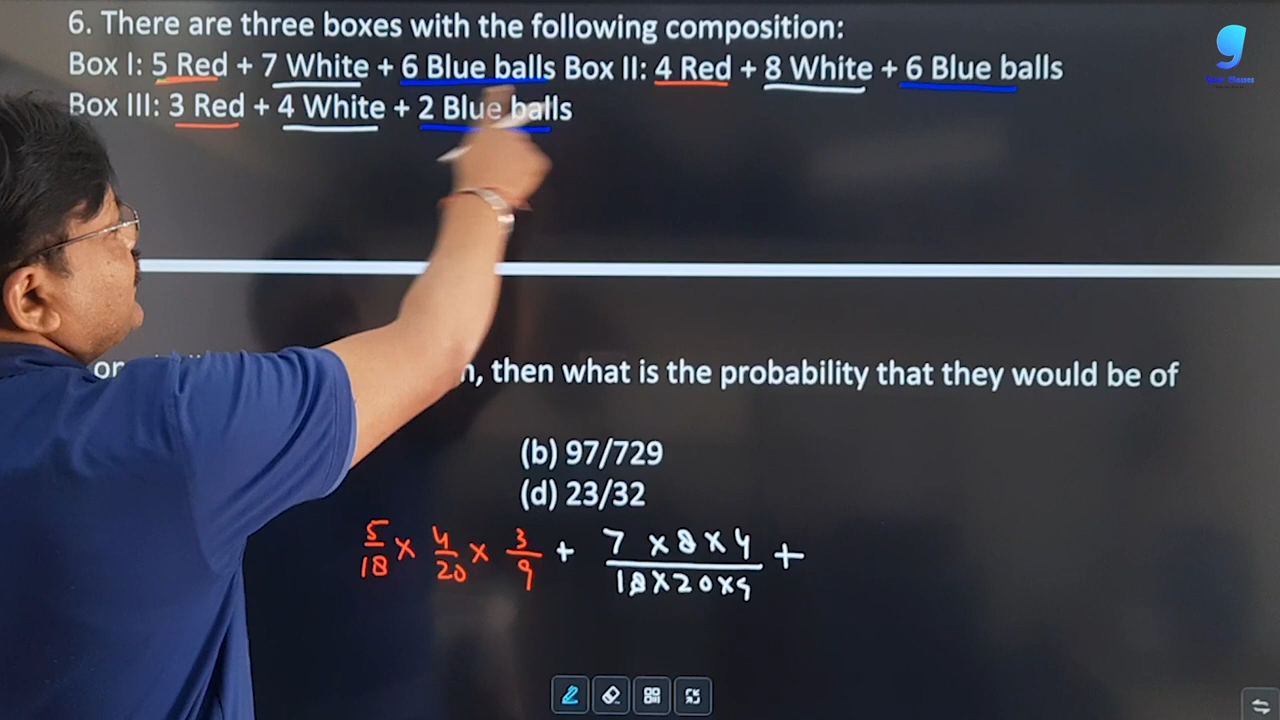 6. There are three boxes with the following composition:
Box I: 5 Red + 7 White + 6 Blue balls Box II: 4 Red + 8 White + 6 Blue balls
Box III: 3 Red + 4 White + 2 Blue balls
then what is the probability that they would be of
(b) 97/729
(d) 23/32
5/18 × 4/20 × 3/9 + 7 × 8 × 4 / 18 × 20 × 9 +